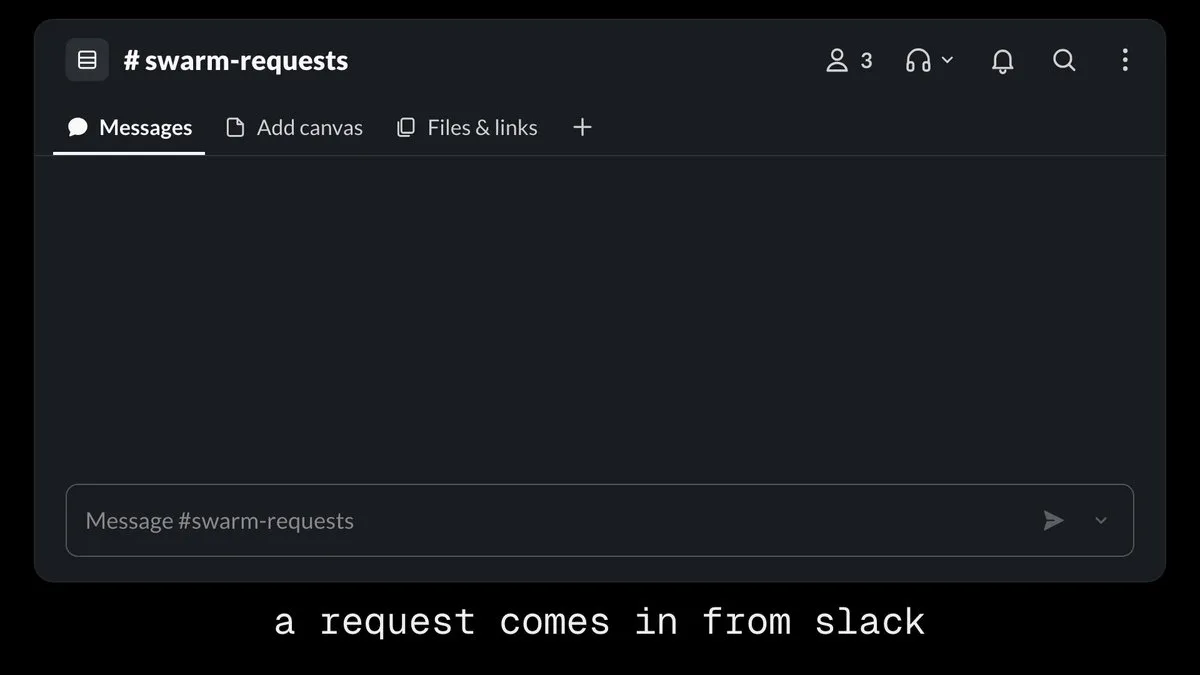 # swarm-requests
3
Messages Add canvas Files & links
Message #swarm-requests
a request comes in from slack